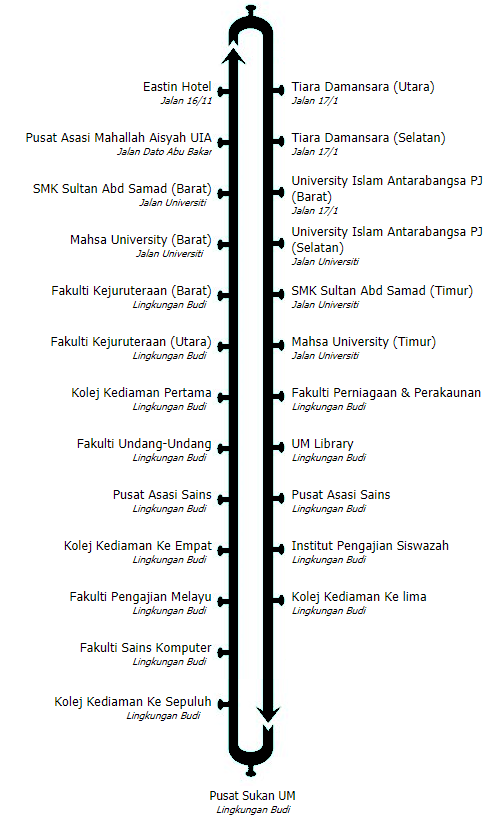 Eastin Hotel
Jalan 16/11
Pusat Asasi Mahallah Aisyah UIA
Jalan Dato Abu Bakar
SMK Sultan Abd Samad (Barat)
Jalan Universiti
Mahsa University (Barat)
Jalan Universiti
Fakulti Kejuruteraan (Barat)
Lingkungan Budi
Fakulti Kejuruteraan (Utara)
Lingkungan Budi
Kolej Kediaman Pertama
Lingkungan Budi
Fakulti Undang-Undang
Lingkungan Budi
Pusat Asasi Sains
Lingkungan Budi
Kolej Kediaman Ke Empat
Lingkungan Budi
Fakulti Pengajian Melayu
Lingkungan Budi
Fakulti Sains Komputer
Lingkungan Budi
Kolej Kediaman Ke Sepuluh
Lingkungan Budi
Tiara Damansara (Utara)
Jalan 17/1
Tiara Damansara (Selatan)
Jalan 17/1
University Islam Antarabangsa PJ
(Barat)
Jalan 17/1
University Islam Antarabangsa PJ
(Selatan)
Jalan Universiti
SMK Sultan Abd Samad (Timur)
Jalan Universiti
Mahsa University (Timur)
Jalan Universiti
Fakulti Perniagaan & Perakaunan
Lingkungan Budi
UM Library
Lingkungan Budi
Pusat Asasi Sains
Lingkungan Budi
Institut Pengajian Siswazah
Lingkungan Budi
Kolej Kediaman Ke lima
Lingkungan Budi
Pusat Sukan UM
Lingkungan Budi